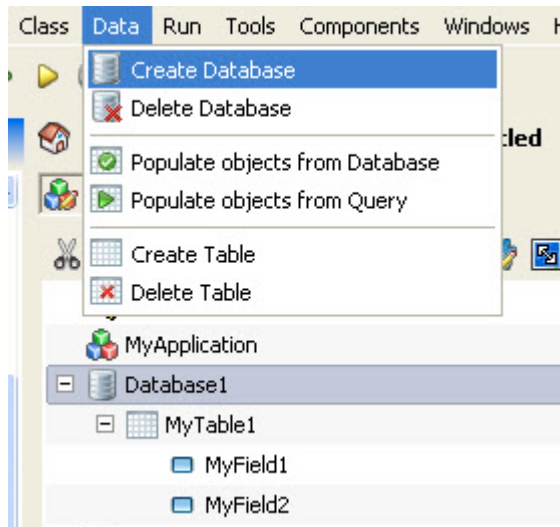 Class Data Run Tools Components Windows
Create Database
Delete Database
Populate objects from Database
Populate objects from Query
Create Table
Delete Table
MyApplication
Database1
MyTable1
MyField1
MyField2